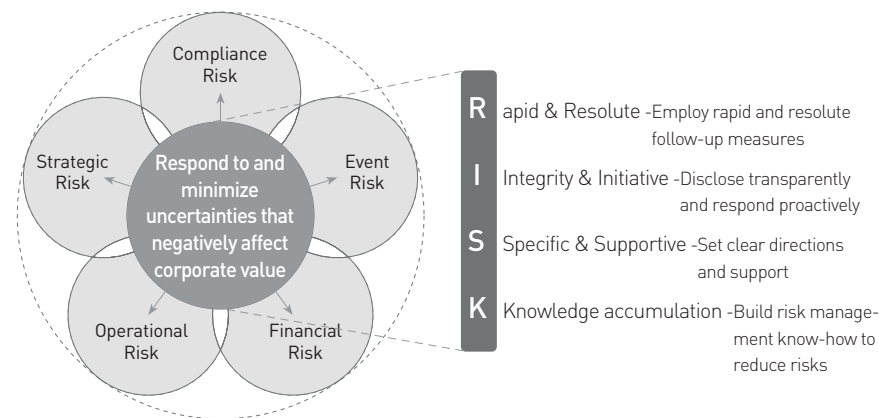 Compliance
Risk
Strategic
Risk
Respond to and
minimize
uncertainties that
negatively affect
corporate value
Event
Risk
Operational
Risk
Financial
Risk
R apid & Resolute -Employ rapid and resolute
follow-up measures
I Integrity & Initiative -Disclose transparently
and respond proactively
S Specific & Supportive -Set clear directions
and support
K Knowledge accumulation -Build risk manage-
ment know-how to
reduce risks